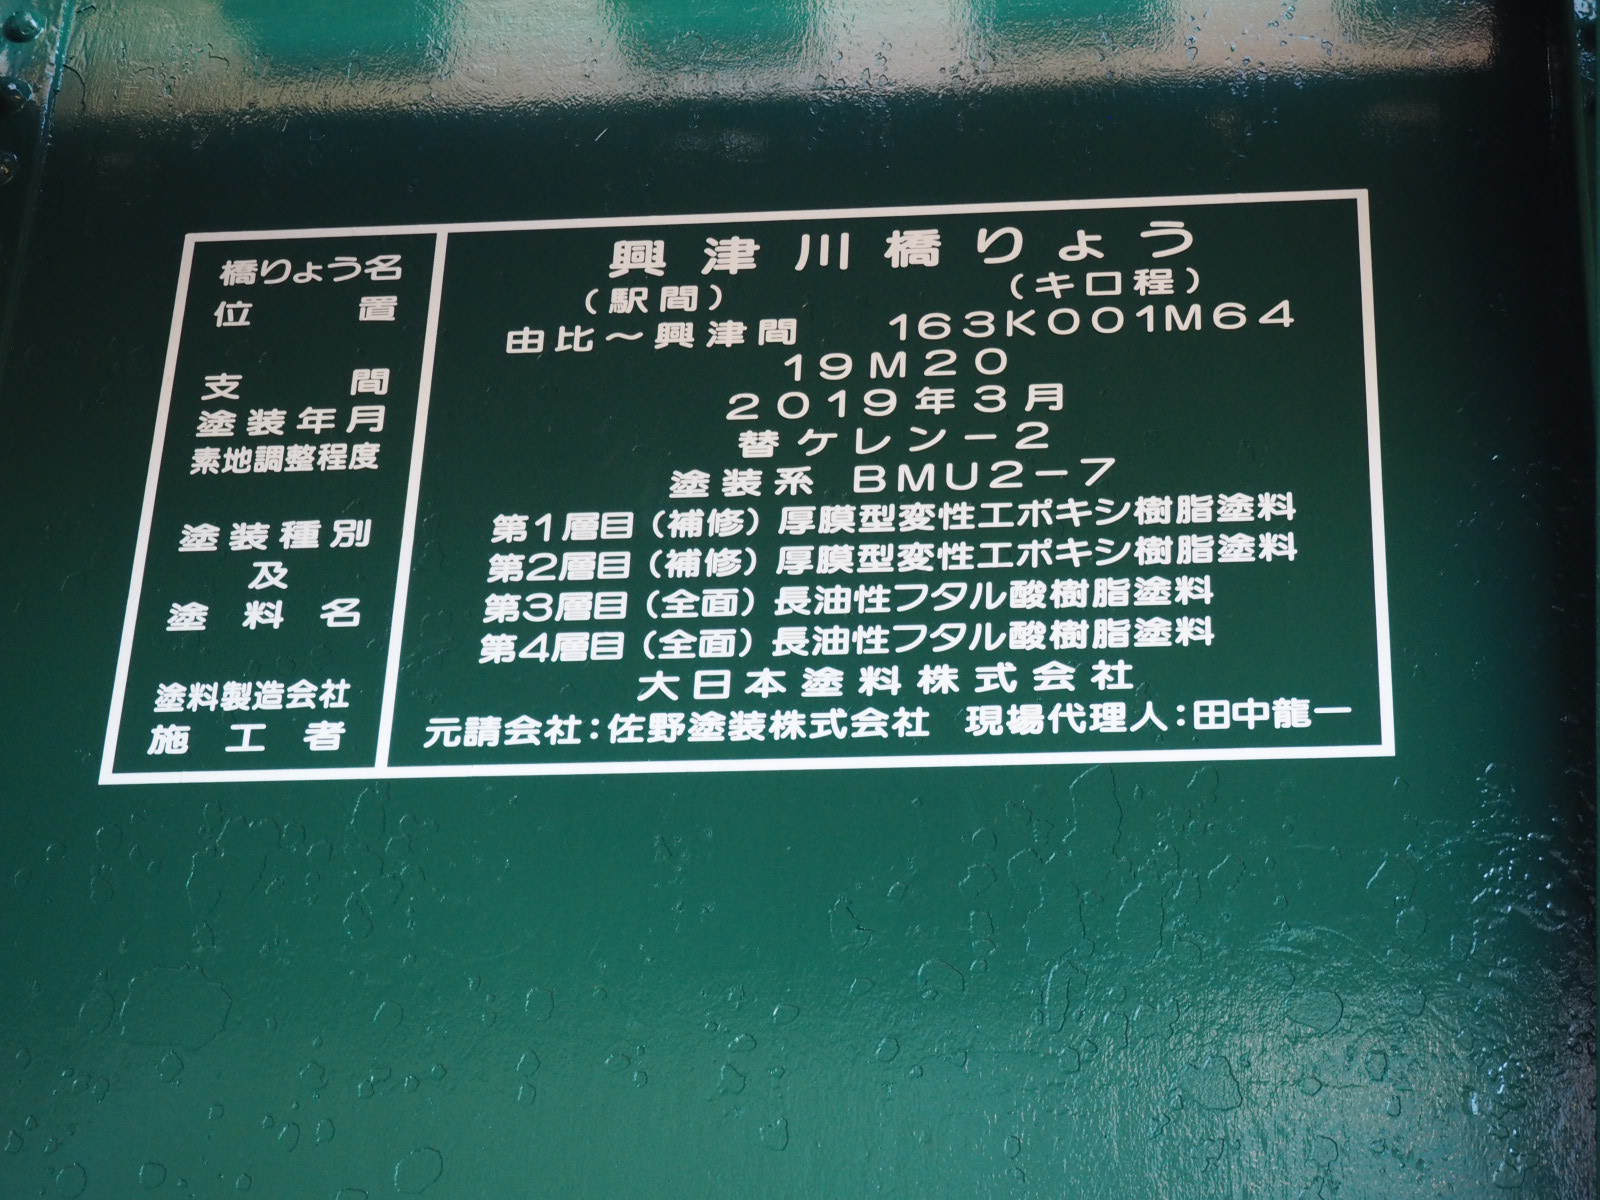 橋りょう名 興津川橋りょう
位置 (駅間) (キロ程)
由比～興津間 163K001M64
支間 19M20
塗装年月 2019年3月
素地調整程度 替ケレン－2
塗装系 BMU2－7
塗装種別 第1層目(補修)厚膜型変性エポキシ樹脂塗料
及 第2層目(補修)厚膜型変性エポキシ樹脂塗料
塗料名 第3層目(全面)長油性フタル酸樹脂塗料
第4層目(全面)長油性フタル酸樹脂塗料
塗料製造会社 大日本塗料株式会社
施工者 元請会社:佐野塗装株式会社 現場代理人:田中龍一